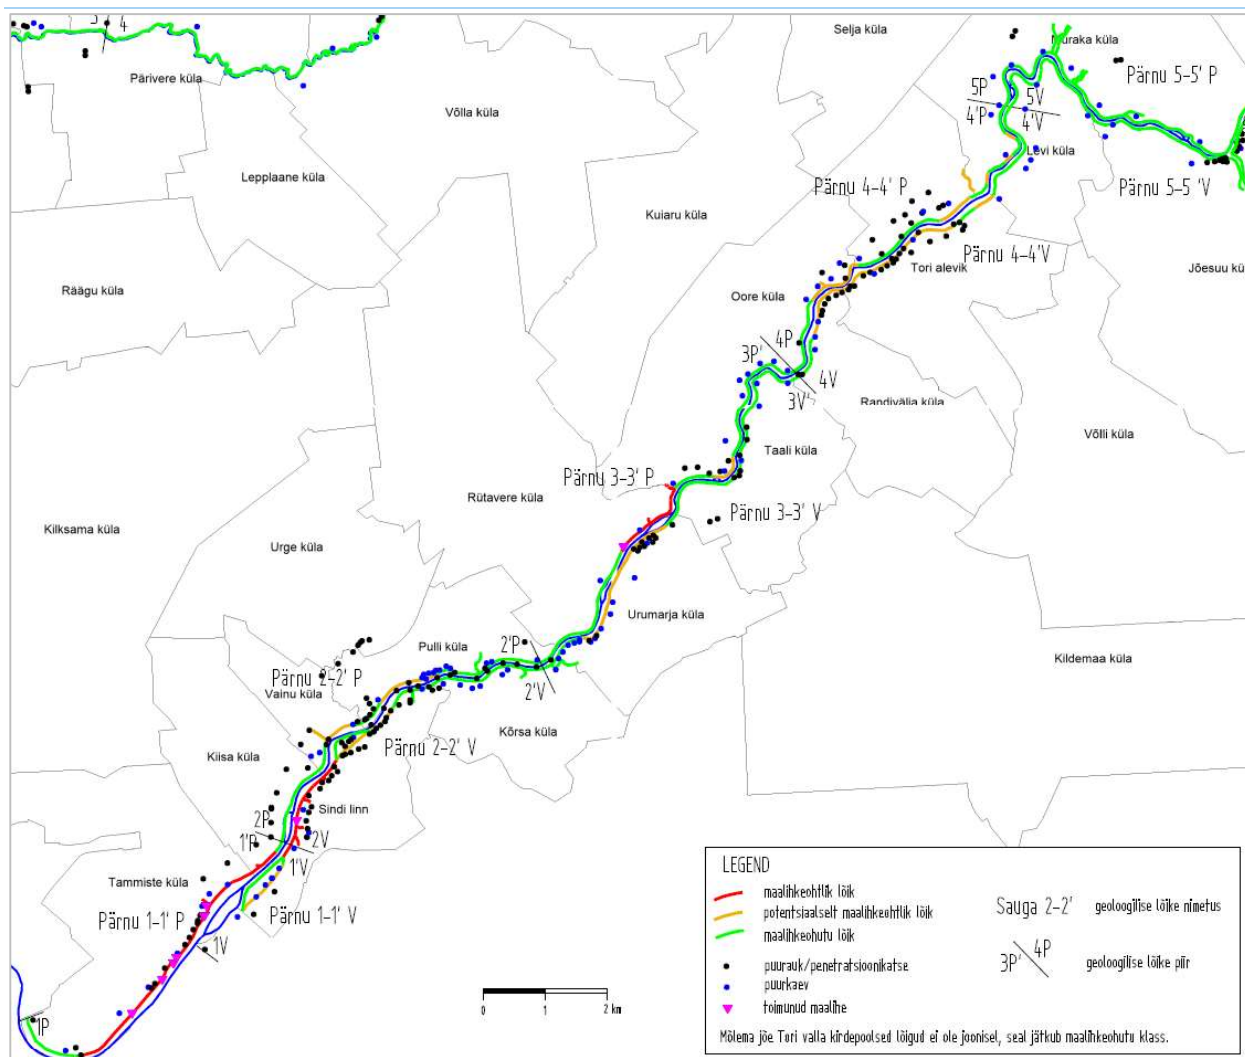 3
4
Selja küla
Muraka küla
Pärivere küla
Pärnu 5-5' P
5P
5V
Võlla küla
4'P
4'V
Levi küla
Lepplaane küla
Pärnu 4-4' P
Pärnu 5-5 'V
Kuiaru küla
Pärnu 4-4'V
Tori alevik
Jõesuu kü
Räägu küla
Oore küla
4P
3P'
4V
3V'
Randivälja küla
Võlli küla
Taali küla
Pärnu 3-3' P
Rütavere küla
Pärnu 3-3' V
Kilksama küla
Urge küla
Urumarja küla
Pulli küla
2'P
Kildemaa küla
Pärnu 2-2' P
2'V
Vainu küla
Kõrsa küla
Pärnu 2-2' V
Kiisa küla
Sindi linn
2P
1'P
2V
1'V
Tammiste küla
Pärnu 1-1' P
Pärnu 1-1' V
1V
1P
0 1 2 km
LEGEND
maalihkeohtlik lõik
potentsiaalselt maalihkeohtlik lõik
maalihkeohutu lõik
puurauk/penetratsioonikatse
puurkaev
toimunud maalihe
Sauga 2-2' geoloogilise lõike nimetus
3P' 4P geoloogilise lõike piir
Mõlema jõe Tori valla kirdepoolsed lõigud ei ole joonisel, seal jätkub maalihkeohutu klass.